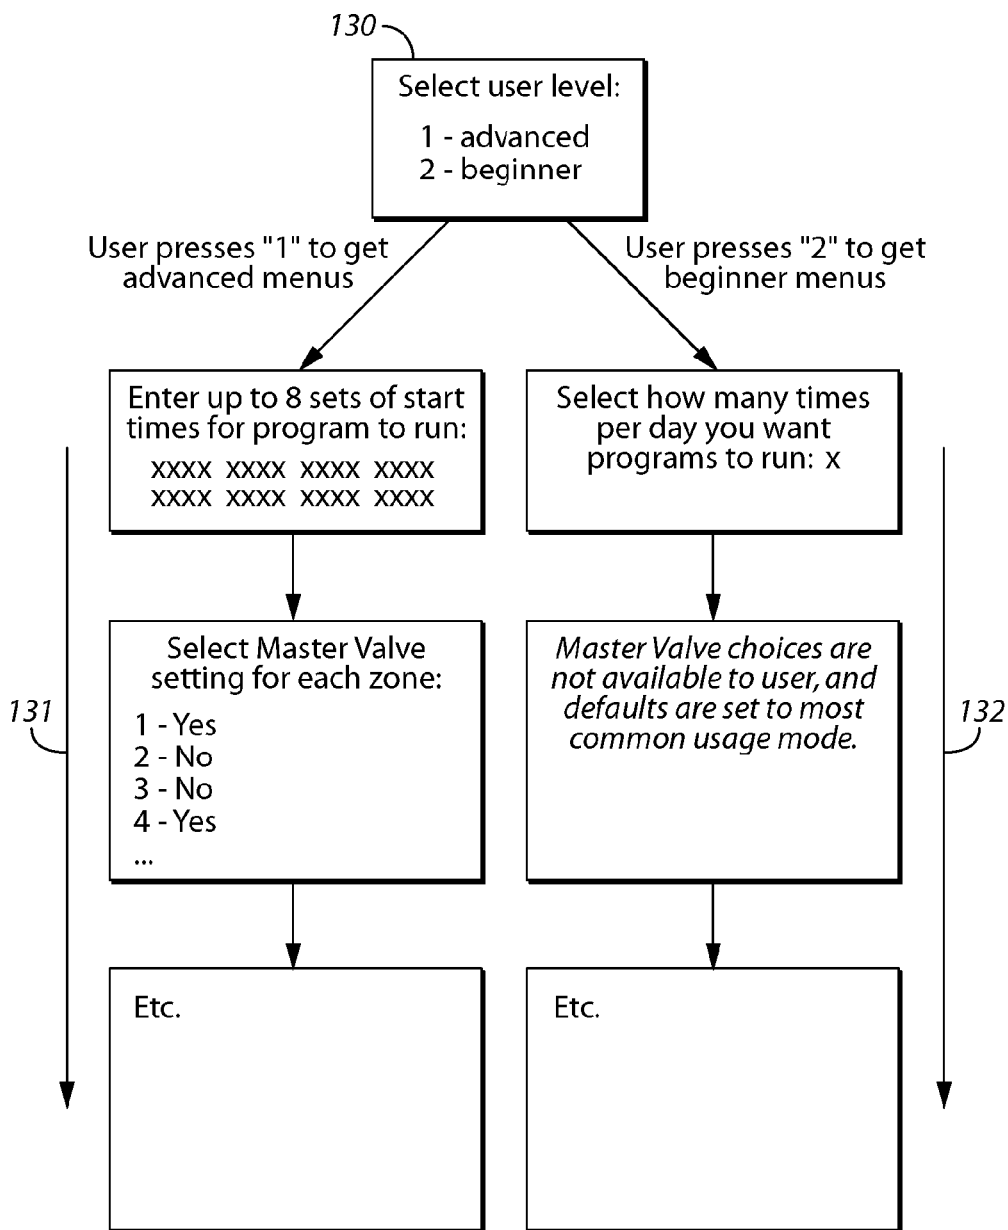 130
Select user level:
1 - advanced
2 - beginner
User presses "1" to get
advanced menus
User presses "2" to get
beginner menus
Enter up to 8 sets of start
times for program to run:
xxxx xxxx xxxx xxxx
xxxx xxxx xxxx xxxx
Select how many times
per day you want
programs to run: x
Select Master Valve
setting for each zone:
1 - Yes
2 - No
3 - No
4 - Yes
...
Master Valve choices are
not available to user, and
defaults are set to most
common usage mode.
131
132
Etc.
Etc.